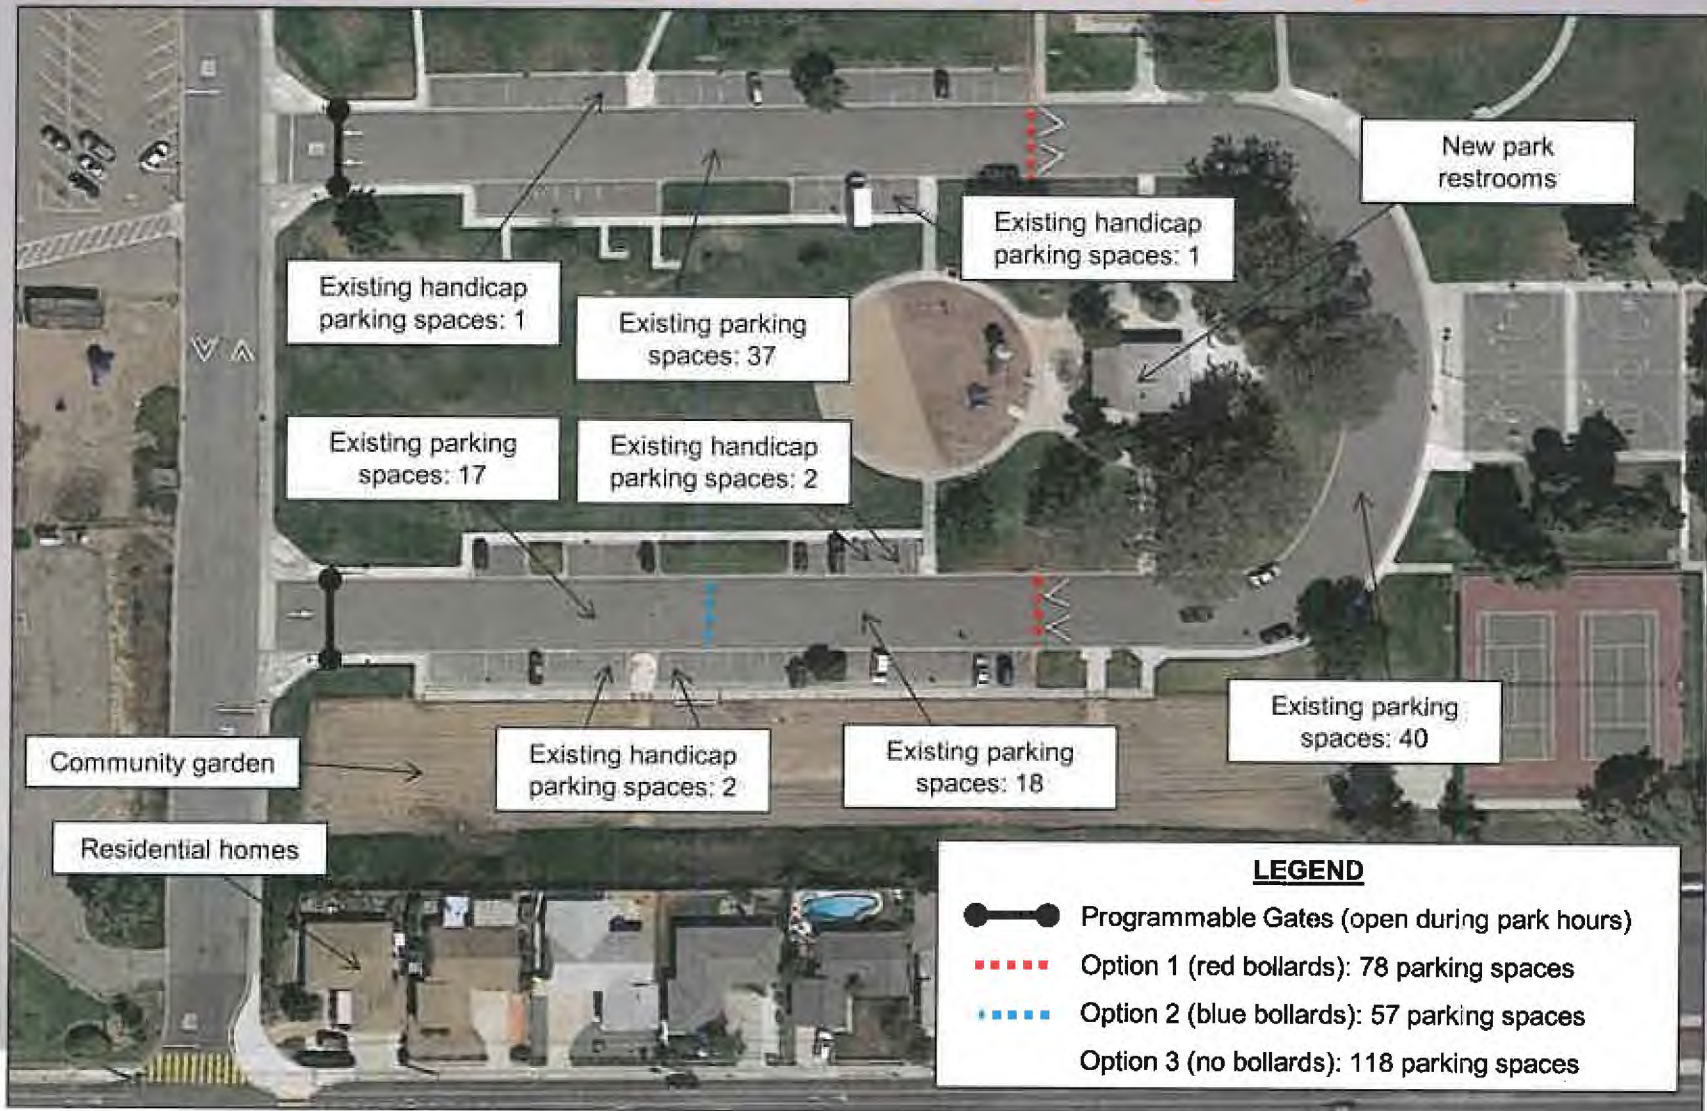 New park
restrooms
Existing handicap
parking spaces: 1
Existing handicap
parking spaces: 1
Existing parking
spaces: 37
Existing parking
spaces: 17
Existing handicap
parking spaces: 2
Existing parking
spaces: 40
Community garden
Existing handicap
parking spaces: 2
Existing parking
spaces: 18
Residential homes
LEGEND
Programmable Gates (open during park hours)
Option 1 (red bollards): 78 parking spaces
Option 2 (blue bollards): 57 parking spaces
Option 3 (no bollards): 118 parking spaces